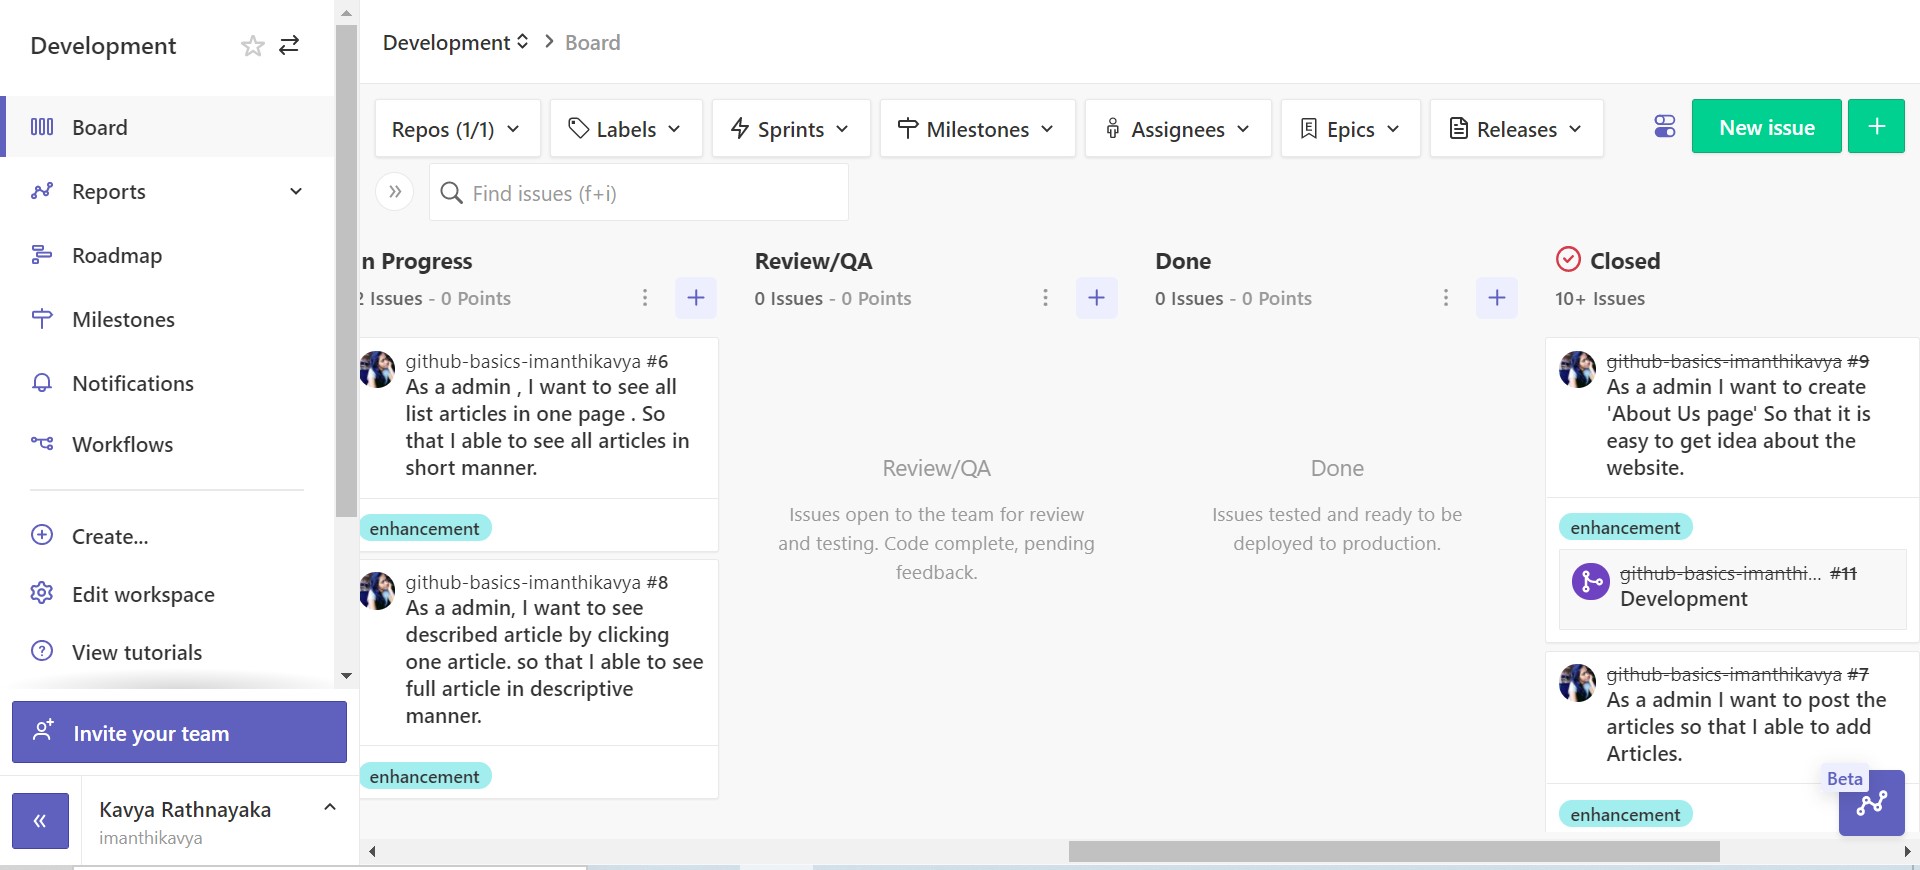 Development
Board
Reports
Roadmap
Milestones
Notifications
Workflows
Create...
Edit workspace
View tutorials
Invite your team
Kavya Rathnayaka
imanthikavya
Development > Board
Repos (1/1)
Labels
Sprints
Milestones
Assignees
Epics
Releases
New issue
+
Find issues (f+i)
n Progress
2 Issues - 0 Points
github-basics-imanthikavya #6
As a admin , I want to see all
list articles in one page . So
that I able to see all articles in
short manner.
enhancement
github-basics-imanthikavya #8
As a admin, I want to see
described article by clicking
one article. so that I able to see
full article in descriptive
manner.
enhancement
Review/QA
0 Issues - 0 Points
Review/QA
Issues open to the team for review
and testing. Code complete, pending
feedback.
Done
0 Issues - 0 Points
Done
Issues tested and ready to be
deployed to production.
Closed
10+ Issues
github-basics-imanthikavya #9
As a admin I want to create
'About Us page' So that it is
easy to get idea about the
website.
enhancement
github-basics-imanthi... #11
Development
github-basics-imanthikavya #7
As a admin I want to post the
articles so that I able to add
Articles.
enhancement
Beta